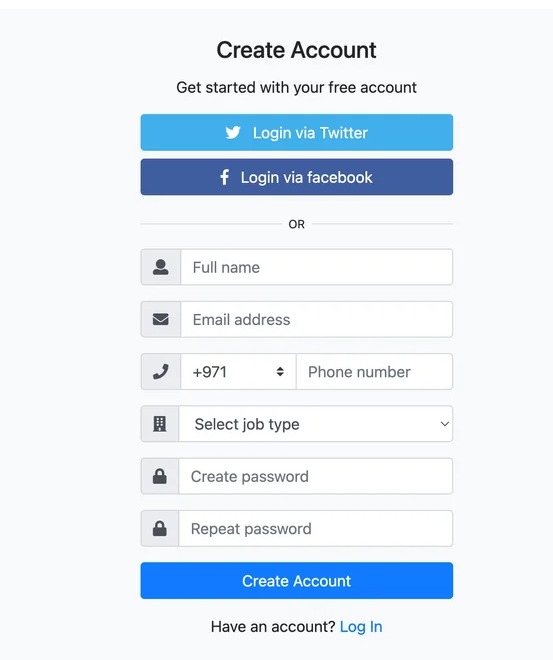 Create Account
Get started with your free account
Login via Twitter
Login via facebook
OR
Full name
Email address
+971 Phone number
Select job type
Create password
Repeat password
Create Account
Have an account? Log In